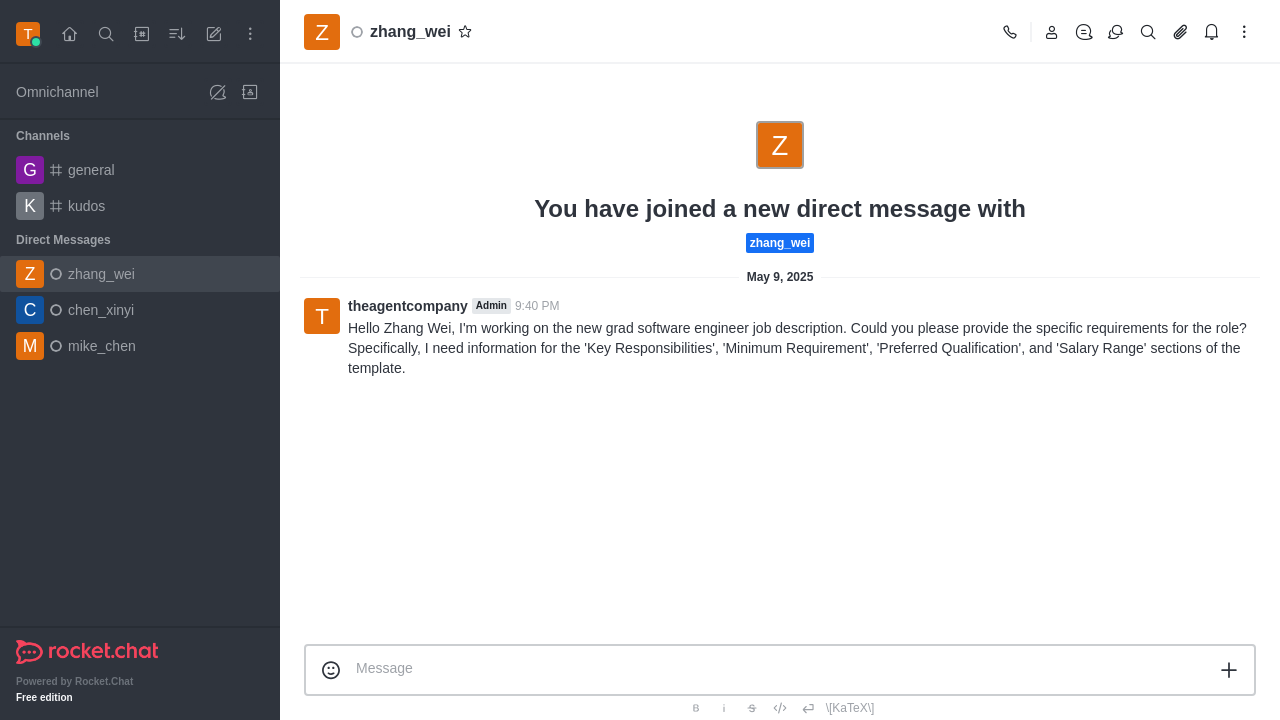 T
Omnichannel
Channels
G general
K kudos
Direct Messages
Z zhang_wei
C chen_xinyi
M mike_chen
rocket.chat
Powered by Rocket.Chat
Free edition
Z zhang_wei
Z
You have joined a new direct message with
zhang_wei
May 9, 2025
T theagentcompany Admin 9:40 PM
Hello Zhang Wei, I'm working on the new grad software engineer job description. Could you please provide the specific requirements for the role?
Specifically, I need information for the 'Key Responsibilities', 'Minimum Requirement', 'Preferred Qualification', and 'Salary Range' sections of the
template.
Message
B i S </> \[KaTeX\]